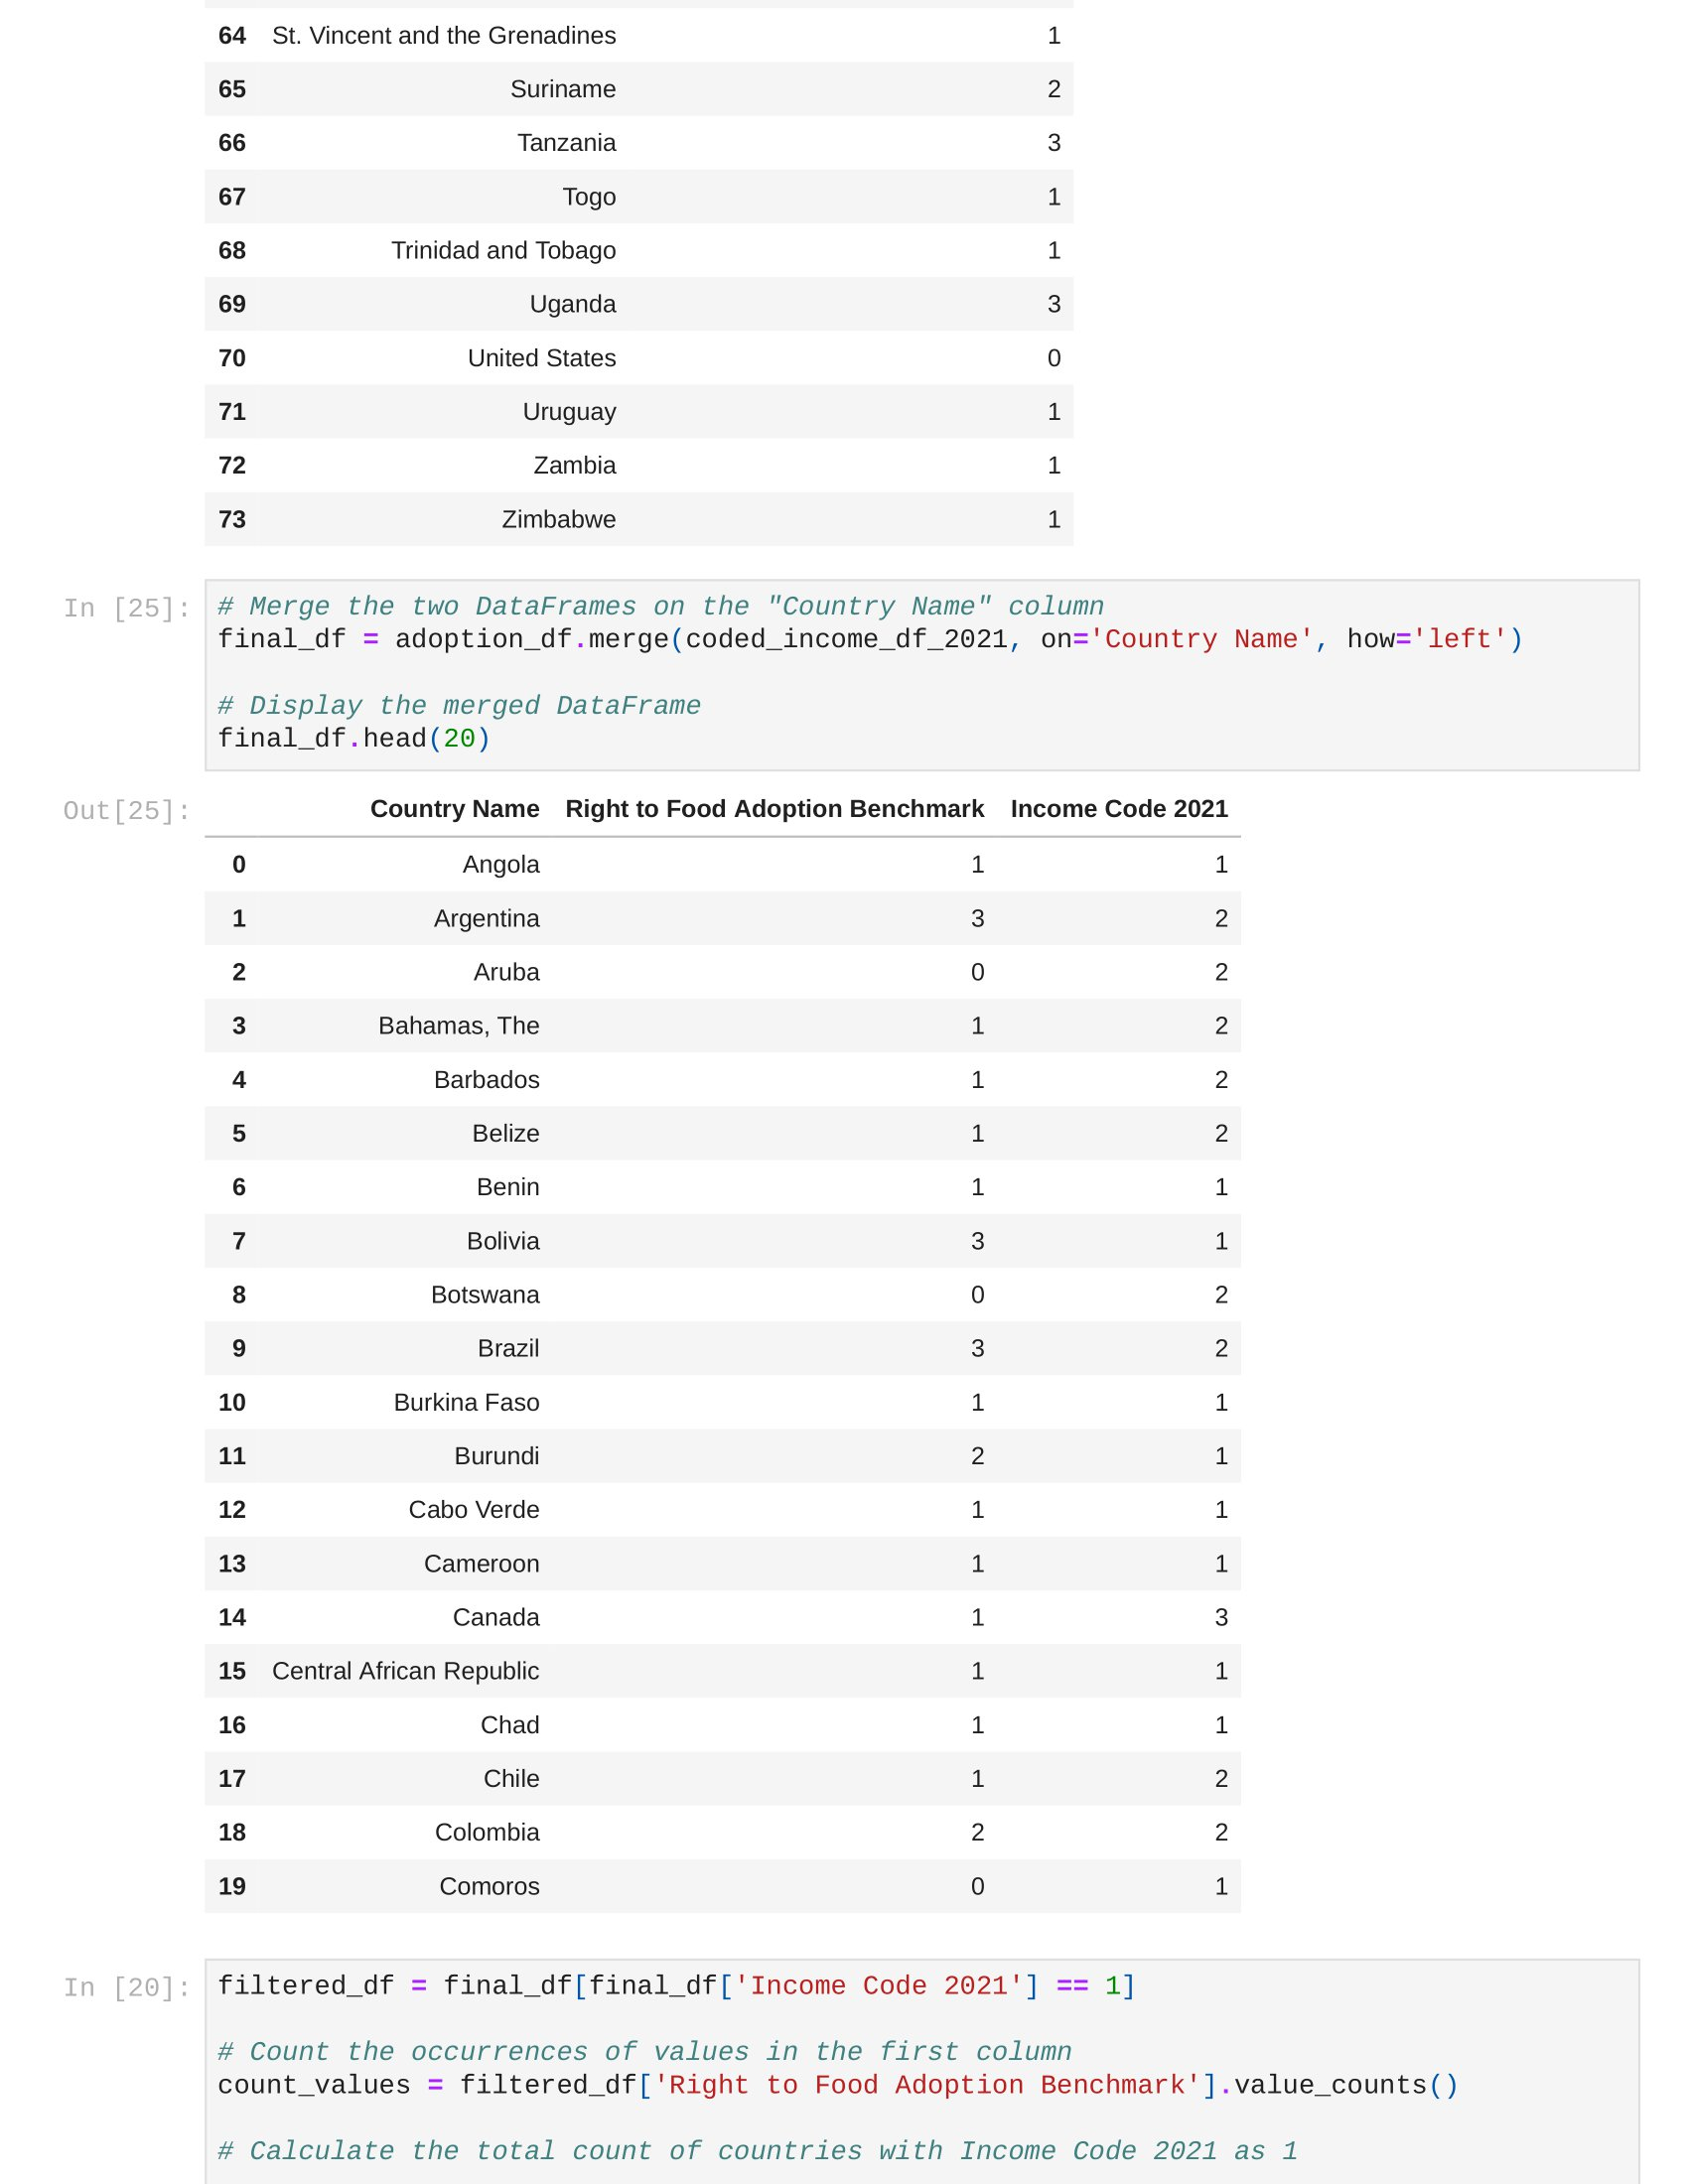 64 St. Vincent and the Grenadines 1
65 Suriname 2
66 Tanzania 3
67 Togo 1
68 Trinidad and Tobago 1
69 Uganda 3
70 United States 0
71 Uruguay 1
72 Zambia 1
73 Zimbabwe 1
In [25]: # Merge the two DataFrames on the "Country Name" column
final_df = adoption_df.merge(coded_income_df_2021, on='Country Name', how='left')
# Display the merged DataFrame
final_df.head(20)
Out[25]: Country Name Right to Food Adoption Benchmark Income Code 2021
0 Angola 1 1
1 Argentina 3 2
2 Aruba 0 2
3 Bahamas, The 1 2
4 Barbados 1 2
5 Belize 1 2
6 Benin 1 1
7 Bolivia 3 1
8 Botswana 0 2
9 Brazil 3 2
10 Burkina Faso 1 1
11 Burundi 2 1
12 Cabo Verde 1 1
13 Cameroon 1 1
14 Canada 1 3
15 Central African Republic 1 1
16 Chad 1 1
17 Chile 1 2
18 Colombia 2 2
19 Comoros 0 1
In [20]: filtered_df = final_df[final_df['Income Code 2021'] == 1]
# Count the occurrences of values in the first column
count_values = filtered_df['Right to Food Adoption Benchmark'].value_counts()
# Calculate the total count of countries with Income Code 2021 as 1